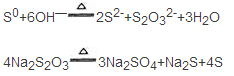 S⁰+6OH⁻ ≜ 2S²⁻+S₂O₃²⁻+3H₂O
4Na₂S₂O₃ ≜ 3Na₂SO₄+Na₂S+4S